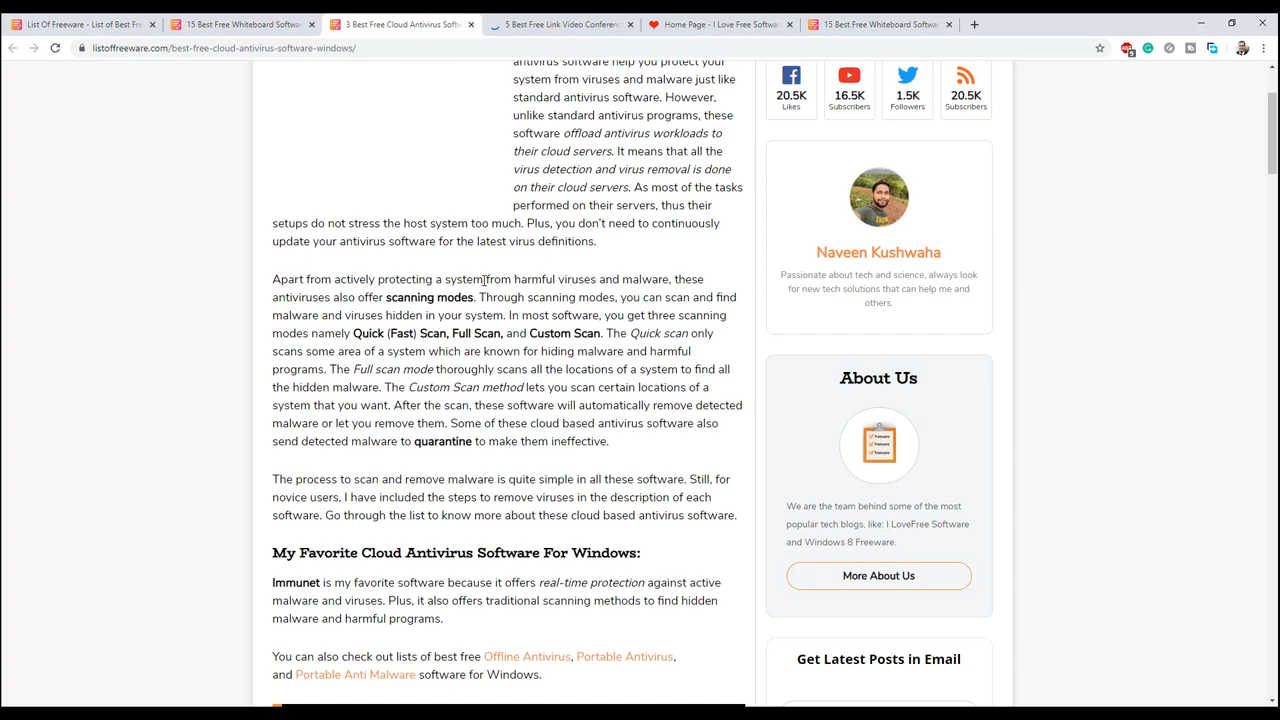 List Of Freeware - List of Best Fre
15 Best Free Whiteboard Softwa
3 Best Free Cloud Antivirus Softw
5 Best Free Link Video Conferenc
Home Page - I Love Free Softwar
15 Best Free Whiteboard Softwa
listoffreeware.com/best-free-cloud-antivirus-software-windows/
antivirus software help you protect your
system from viruses and malware just like
standard antivirus software. However,
unlike standard antivirus programs, these
software offload antivirus workloads to
their cloud servers. It means that all the
virus detection and virus removal is done
on their cloud servers. As most of the tasks
performed on their servers, thus their
setups do not stress the host system too much. Plus, you don't need to continuously
update your antivirus software for the latest virus definitions.
Apart from actively protecting a system from harmful viruses and malware, these
antiviruses also offer scanning modes. Through scanning modes, you can scan and find
malware and viruses hidden in your system. In most software, you get three scanning
modes namely Quick (Fast) Scan, Full Scan, and Custom Scan. The Quick scan only
scans some area of a system which are known for hiding malware and harmful
programs. The Full scan mode thoroughly scans all the locations of a system to find all
the hidden malware. The Custom Scan method lets you scan certain locations of a
system that you want. After the scan, these software will automatically remove detected
malware or let you remove them. Some of these cloud based antivirus software also
send detected malware to quarantine to make them ineffective.
The process to scan and remove malware is quite simple in all these software. Still, for
novice users, I have included the steps to remove viruses in the description of each
software. Go through the list to know more about these cloud based antivirus software.
My Favorite Cloud Antivirus Software For Windows:
Immunet is my favorite software because it offers real-time protection against active
malware and viruses. Plus, it also offers traditional scanning methods to find hidden
malware and harmful programs.
You can also check out lists of best free Offline Antivirus, Portable Antivirus,
and Portable Anti Malware software for Windows.
20.5K
Likes
16.5K
Subscribers
1.5K
Followers
20.5K
Subscribers
Naveen Kushwaha
Passionate about tech and science, always look
for new tech solutions that can help me and
others.
About Us
freeware
freeware
freeware
We are the team behind some of the most
popular tech blogs, like: I LoveFree Software
and Windows 8 Freeware.
More About Us
Get Latest Posts in Email